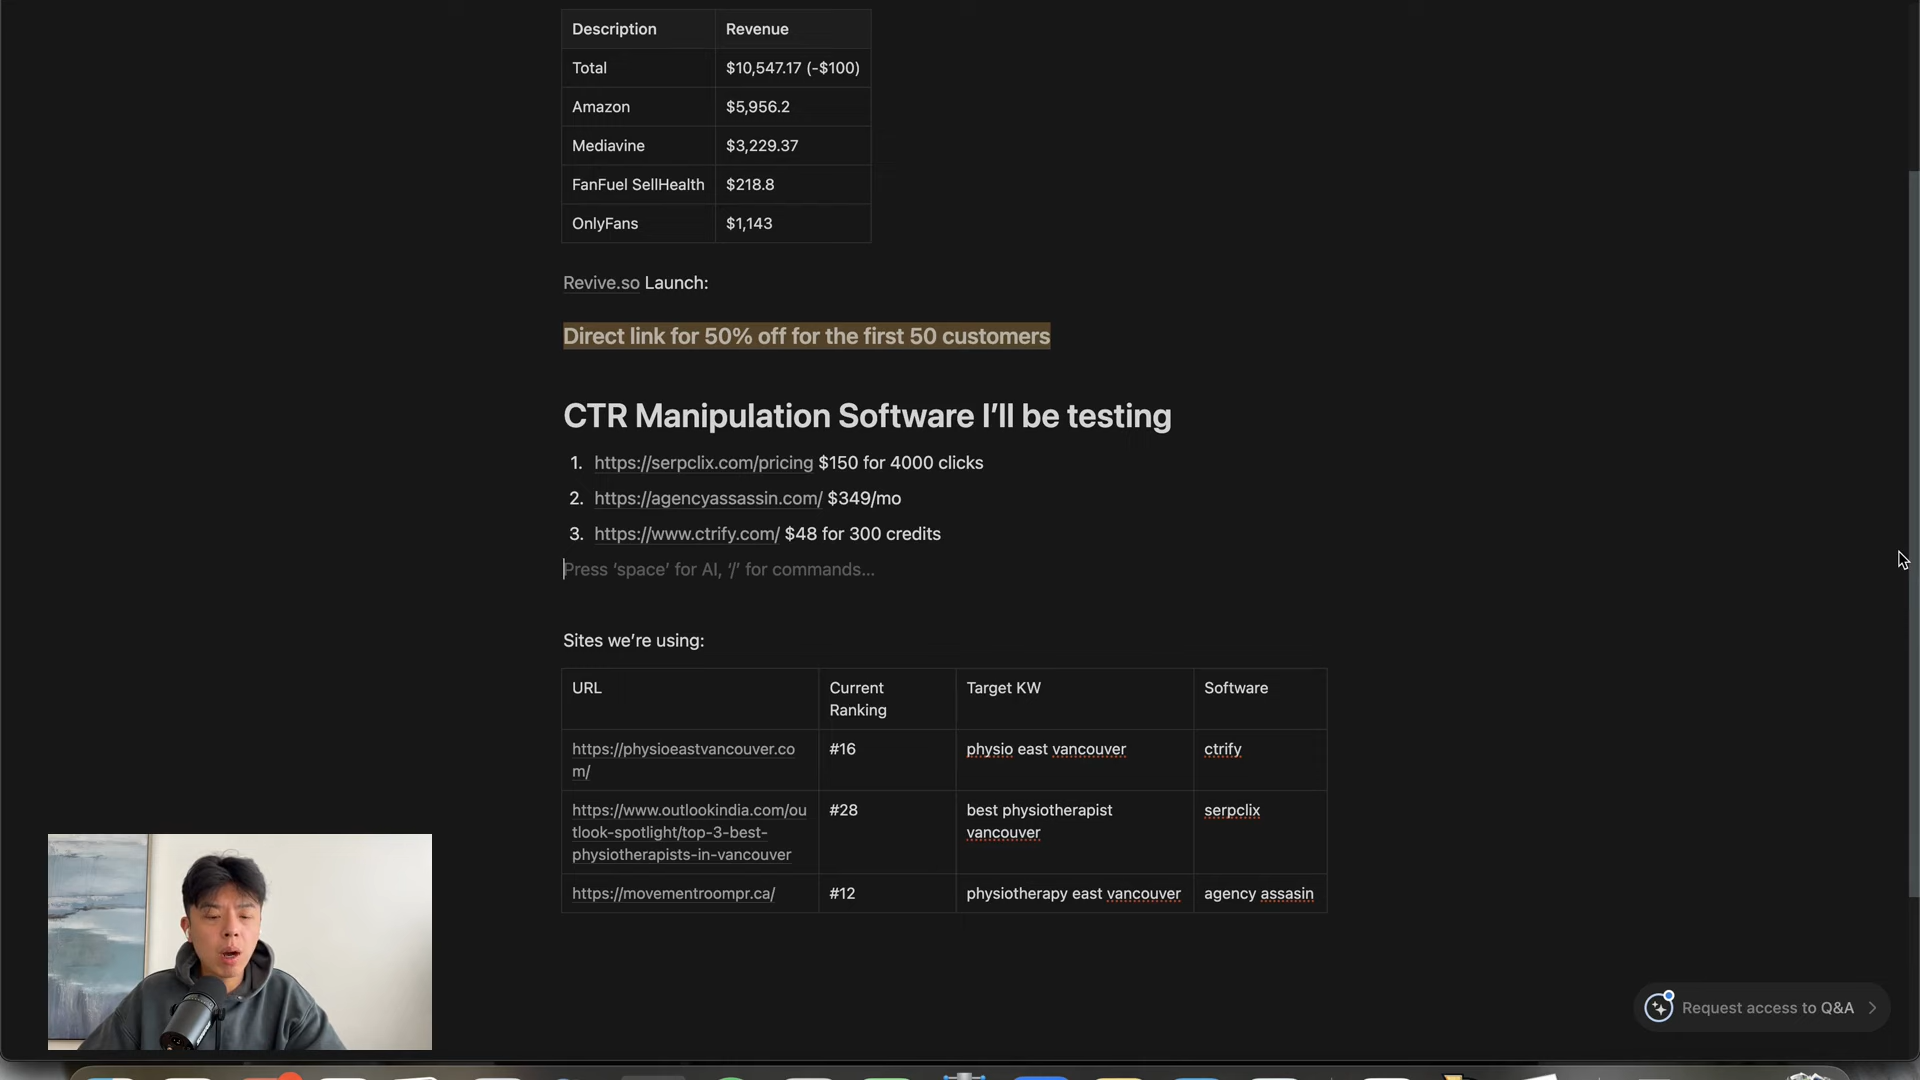 Description Revenue
Total $10,547.17 (-$100)
Amazon $5,956.2
Mediavine $3,229.37
FanFuel SellHealth $218.8
OnlyFans $1,143
Revive.so Launch:
Direct link for 50% off for the first 50 customers
CTR Manipulation Software I’ll be testing
1. https://serpclix.com/pricing $150 for 4000 clicks
2. https://agencyassassin.com/ $349/mo
3. https://www.ctrify.com/ $48 for 300 credits
Press ‘space’ for AI, ‘/’ for commands…
Sites we’re using:
URL
Current
Ranking
Target KW
Software
https://physioeastvancouver.co
m/
#16
physio east vancouver
ctrify
https://www.outlookindia.com/ou
tlook-spotlight/top-3-best-
physiotherapists-in-vancouver
#28
best physiotherapist
vancouver
serpclix
https://movementroompr.ca/
#12
physiotherapy east vancouver
agency assasin
Request access to Q&A